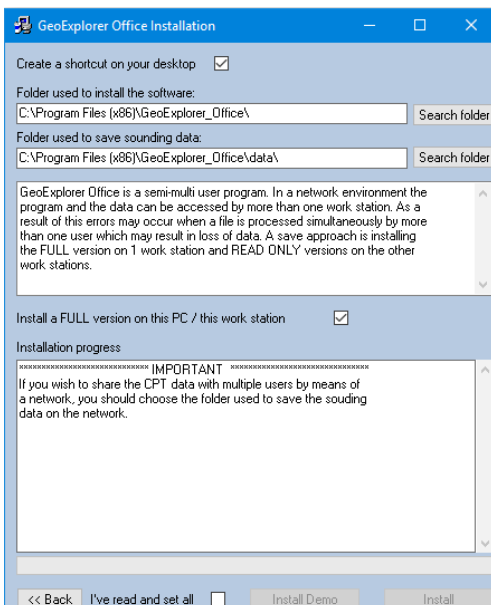 GeoExplorer Office Installation
Create a shortcut on your desktop
Folder used to install the software:
C:\Program Files (x86)\GeoExplorer_Office\
Search folder
Folder used to save sounding data:
C:\Program Files (x86)\GeoExplorer_Office\data\
Search folder
GeoExplorer Office is a semi-multi user program. In a network environment the
program and the data can be accessed by more than one work station. As a
result of this errors may occur when a file is processed simultaneously by more
than one user which may result in loss of data. A save approach is installing
the FULL version on 1 work station and READ ONLY versions on the other
work stations.
Install a FULL version on this PC / this work station
Installation progress
***************************** IMPORTANT *******************************
If you wish to share the CPT data with multiple users by means of
a network, you should choose the folder used to save the souding
data on the network.
<< Back I've read and set all Install Demo Install